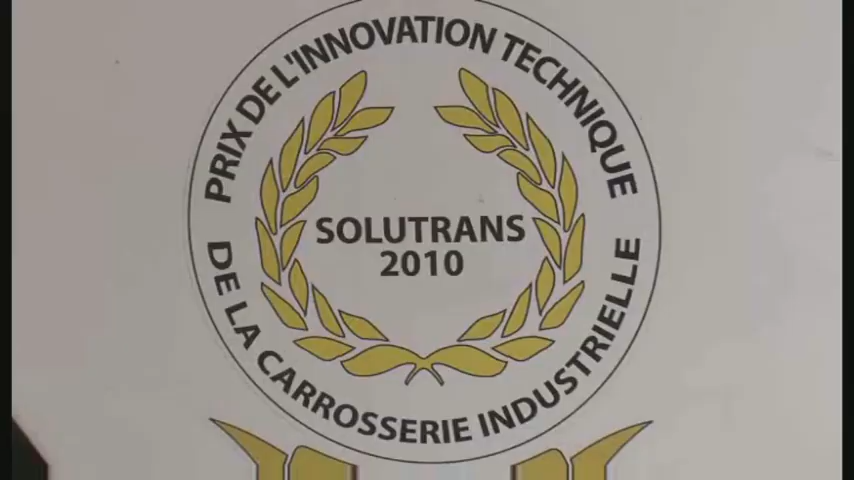 PRIX DE L'INNOVATION TECHNIQUE
SOLUTRANS
2010
DE LA CARROSSERIE INDUSTRIELLE